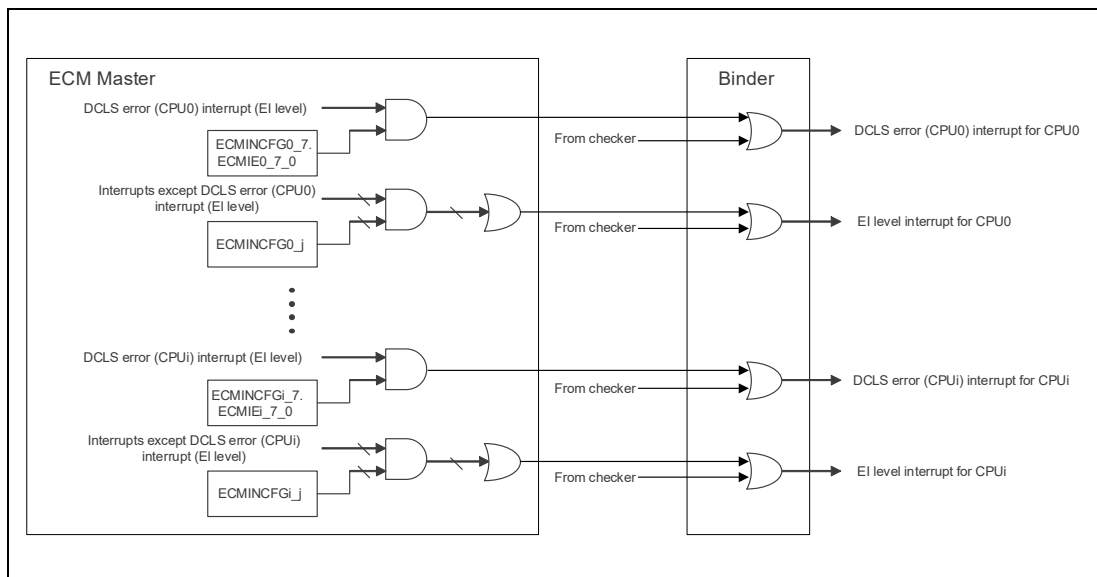 ECM Master
Binder
DCLS error (CPU0) interrupt (EI level)
ECMINCFG0_7.
ECMIE0_7_0
From checker
DCLS error (CPU0) interrupt for CPU0
Interrupts except DCLS error (CPU0)
interrupt (EI level)
ECMINCFG0_j
From checker
EI level interrupt for CPU0
DCLS error (CPUi) interrupt (EI level)
ECMINCFGi_7.
ECMIEi_7_0
From checker
DCLS error (CPUi) interrupt for CPUi
Interrupts except DCLS error (CPUi)
interrupt (EI level)
ECMINCFGi_j
From checker
EI level interrupt for CPUi